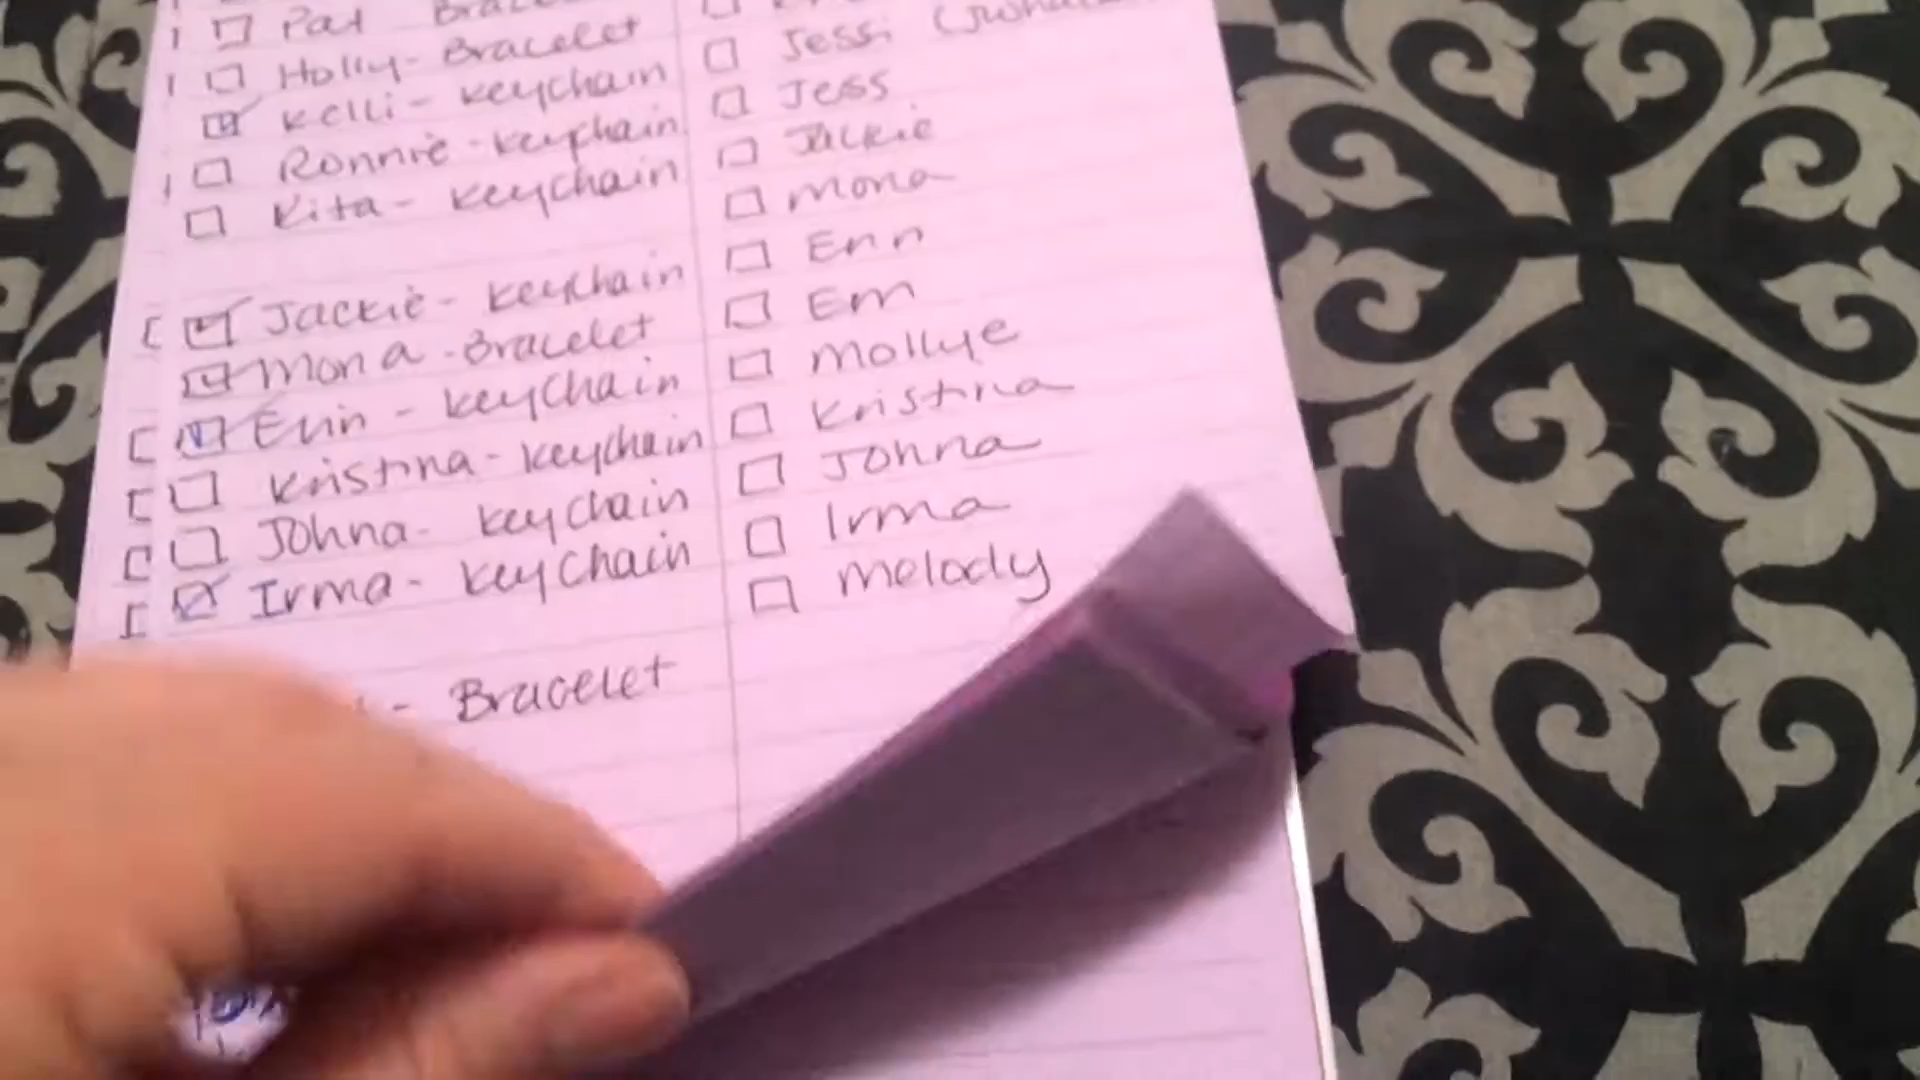 Pat Bracelet
Holly - Bracelet
Kelli - Keychain
Ronnie - Keychain
Kita - Keychain
Jackie - Keychain
Mona - Bracelet
Erin - Keychain
Kristina - Keychain
Johna - Keychain
Irma - Keychain
- Bracelet
Jessi
Jess
Jackie
Mona
Erin
Em
Mollye
Kristina
Johna
Irma
Melody